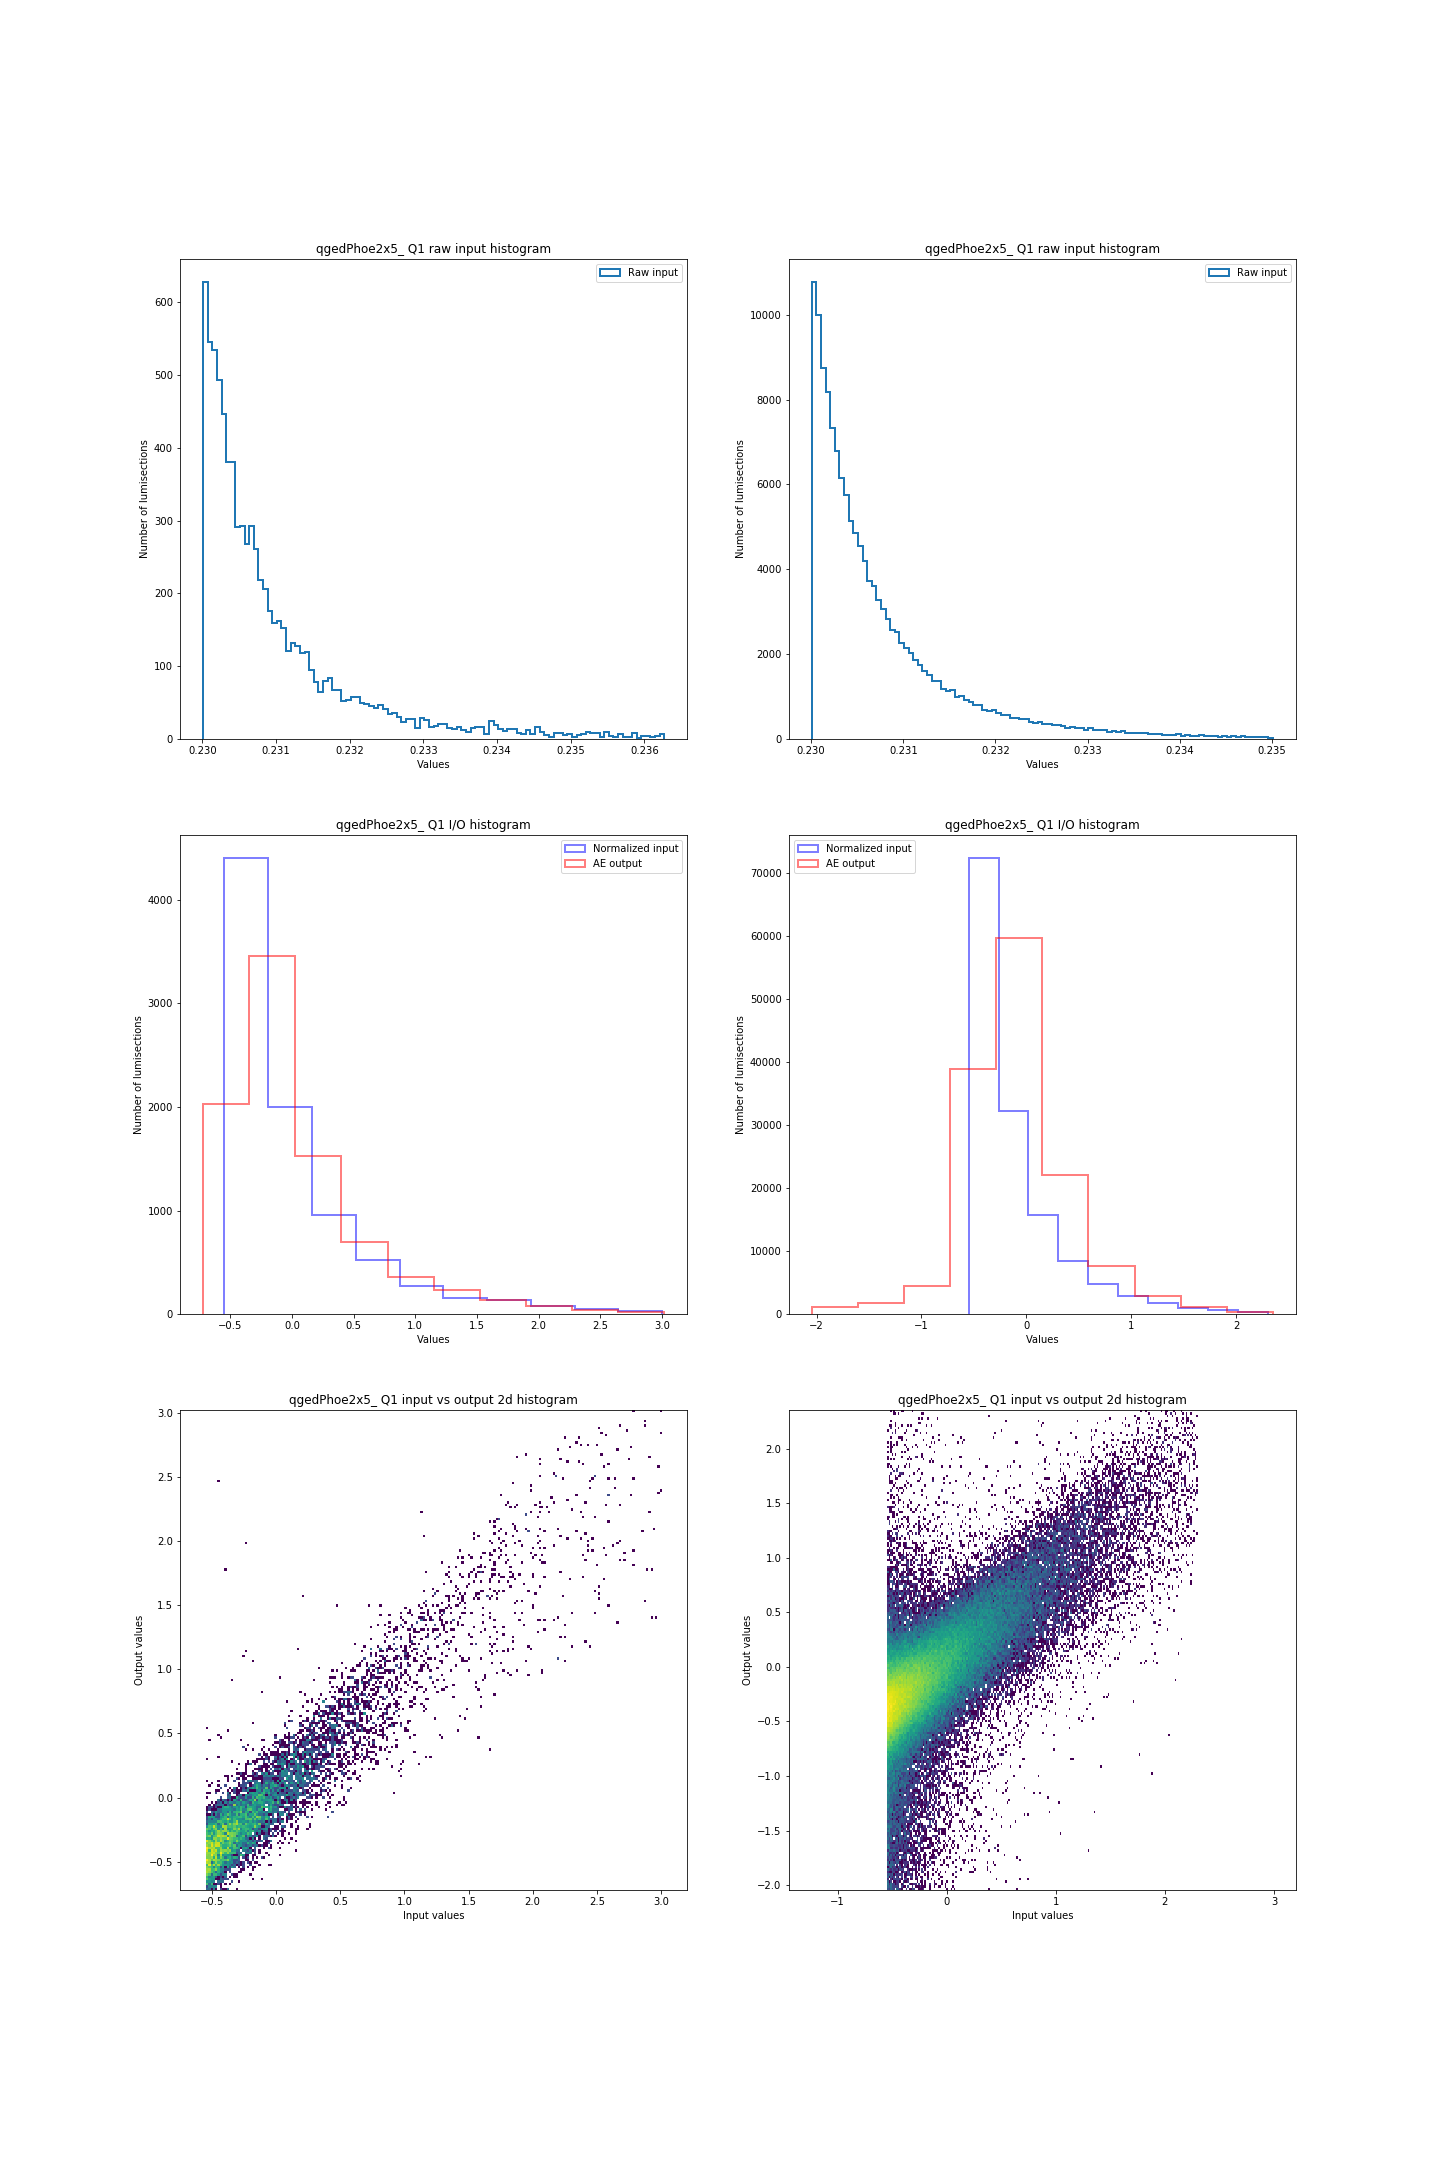 qgedPhoe2x5_ Q1 raw input histogram
Raw input
Number of lumisections
600
500
400
300
200
100
0
0.230 0.231 0.232 0.233 0.234 0.235 0.236
Values
qgedPhoe2x5_ Q1 raw input histogram
Raw input
Number of lumisections
10000
8000
6000
4000
2000
0
0.230 0.231 0.232 0.233 0.234 0.235
Values
qgedPhoe2x5_ Q1 I/O histogram
Normalized input
AE output
Number of lumisections
4000
3000
2000
1000
0
−0.5 0.0 0.5 1.0 1.5 2.0 2.5 3.0
Values
qgedPhoe2x5_ Q1 I/O histogram
Normalized input
AE output
Number of lumisections
70000
60000
50000
40000
30000
20000
10000
0
−2 −1 0 1 2
Values
qgedPhoe2x5_ Q1 input vs output 2d histogram
Output values
3.0
2.5
2.0
1.5
1.0
0.5
0.0
−0.5
−0.5 0.0 0.5 1.0 1.5 2.0 2.5 3.0
Input values
qgedPhoe2x5_ Q1 input vs output 2d histogram
Output values
2.0
1.5
1.0
0.5
0.0
−0.5
−1.0
−1.5
−2.0
−1 0 1 2 3
Input values